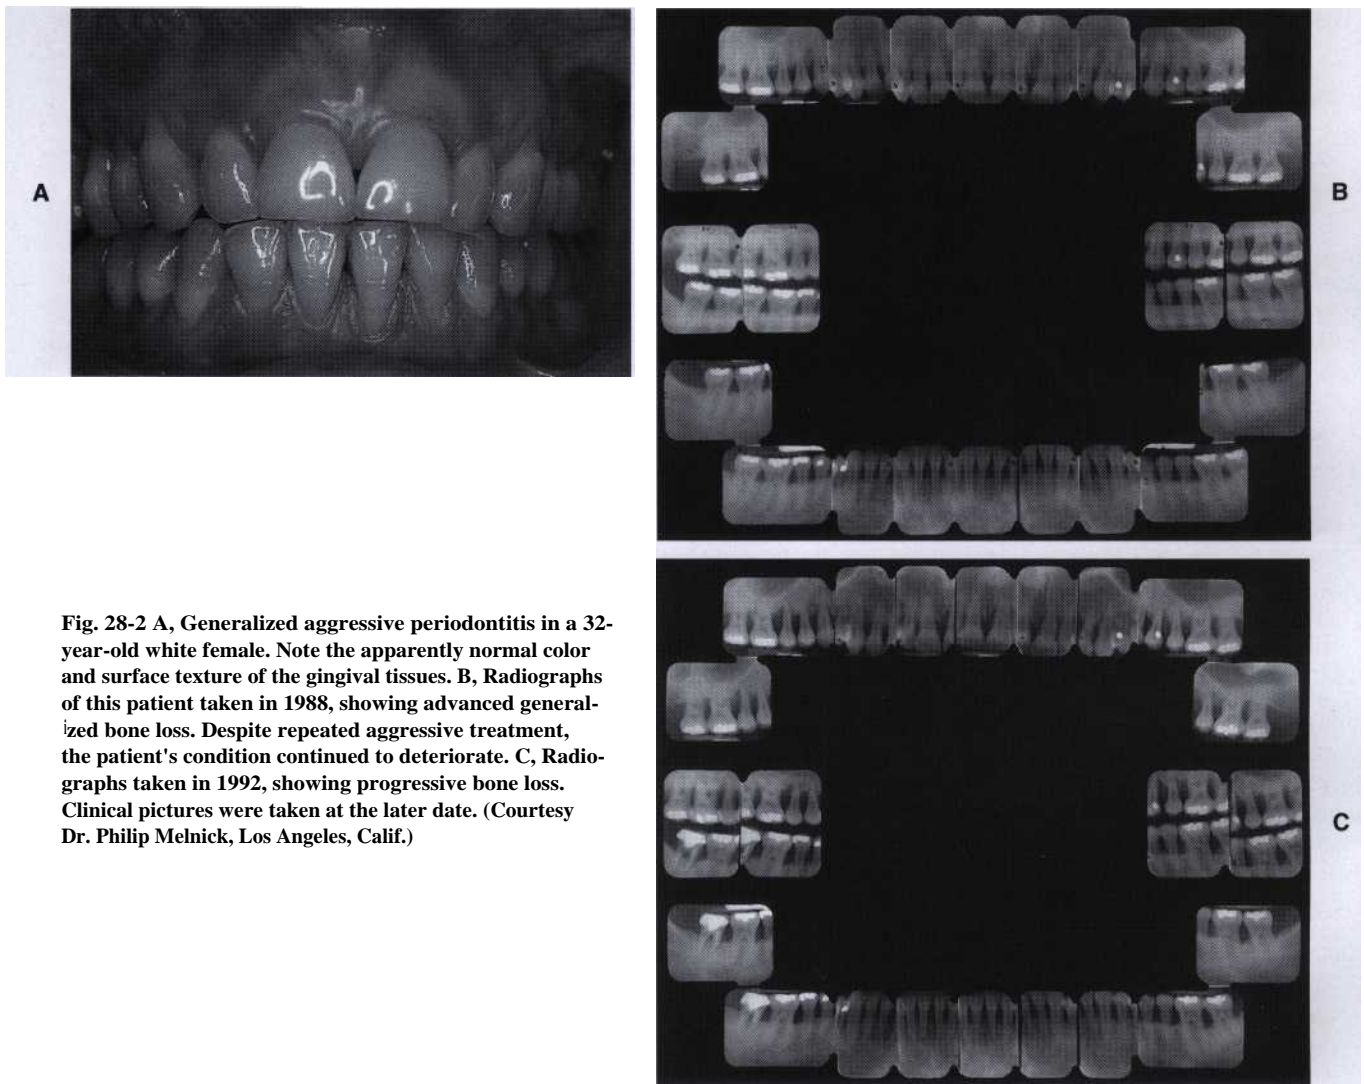 A
B
Fig. 28-2 A, Generalized aggressive periodontitis in a 32-
year-old white female. Note the apparently normal color
and surface texture of the gingival tissues. B, Radiographs
of this patient taken in 1988, showing advanced general-
ized bone loss. Despite repeated aggressive treatment,
the patient's condition continued to deteriorate. C, Radio-
graphs taken in 1992, showing progressive bone loss.
Clinical pictures were taken at the later date. (Courtesy
Dr. Philip Melnick, Los Angeles, Calif.)
C